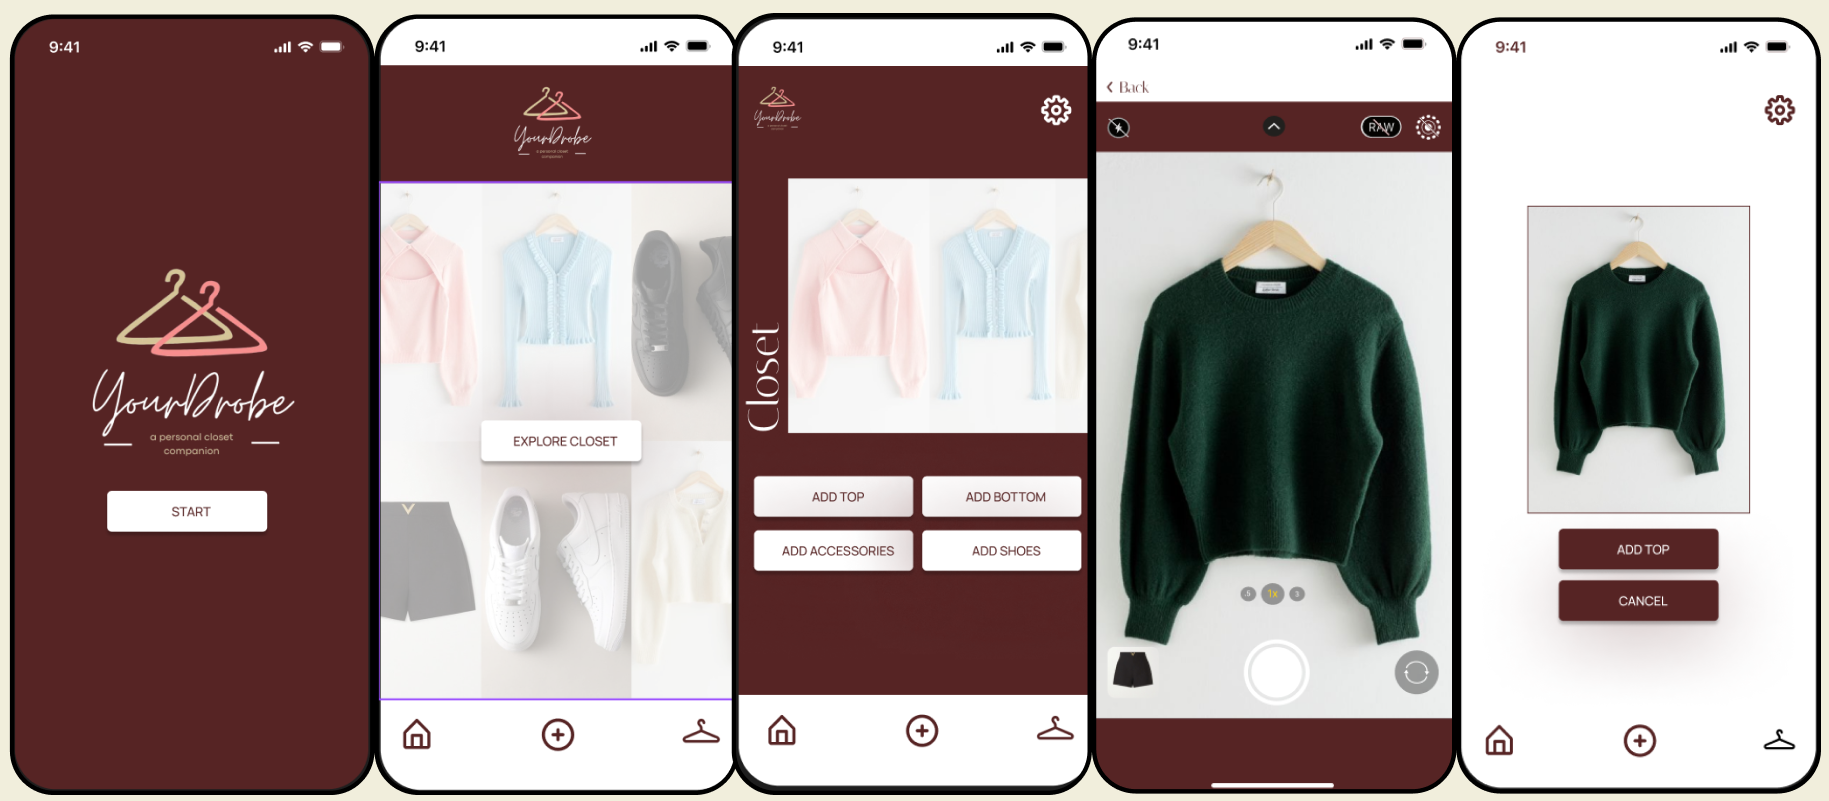 9:41
YourDrobe
a personal closet
companion
START
9:41
YourDrobe
a personal closet
companion
EXPLORE CLOSET
9:41
YourDrobe
Closet
ADD TOP
ADD BOTTOM
ADD ACCESSORIES
ADD SHOES
9:41
Back
RAW
.5
1x
3
9:41
ADD TOP
CANCEL